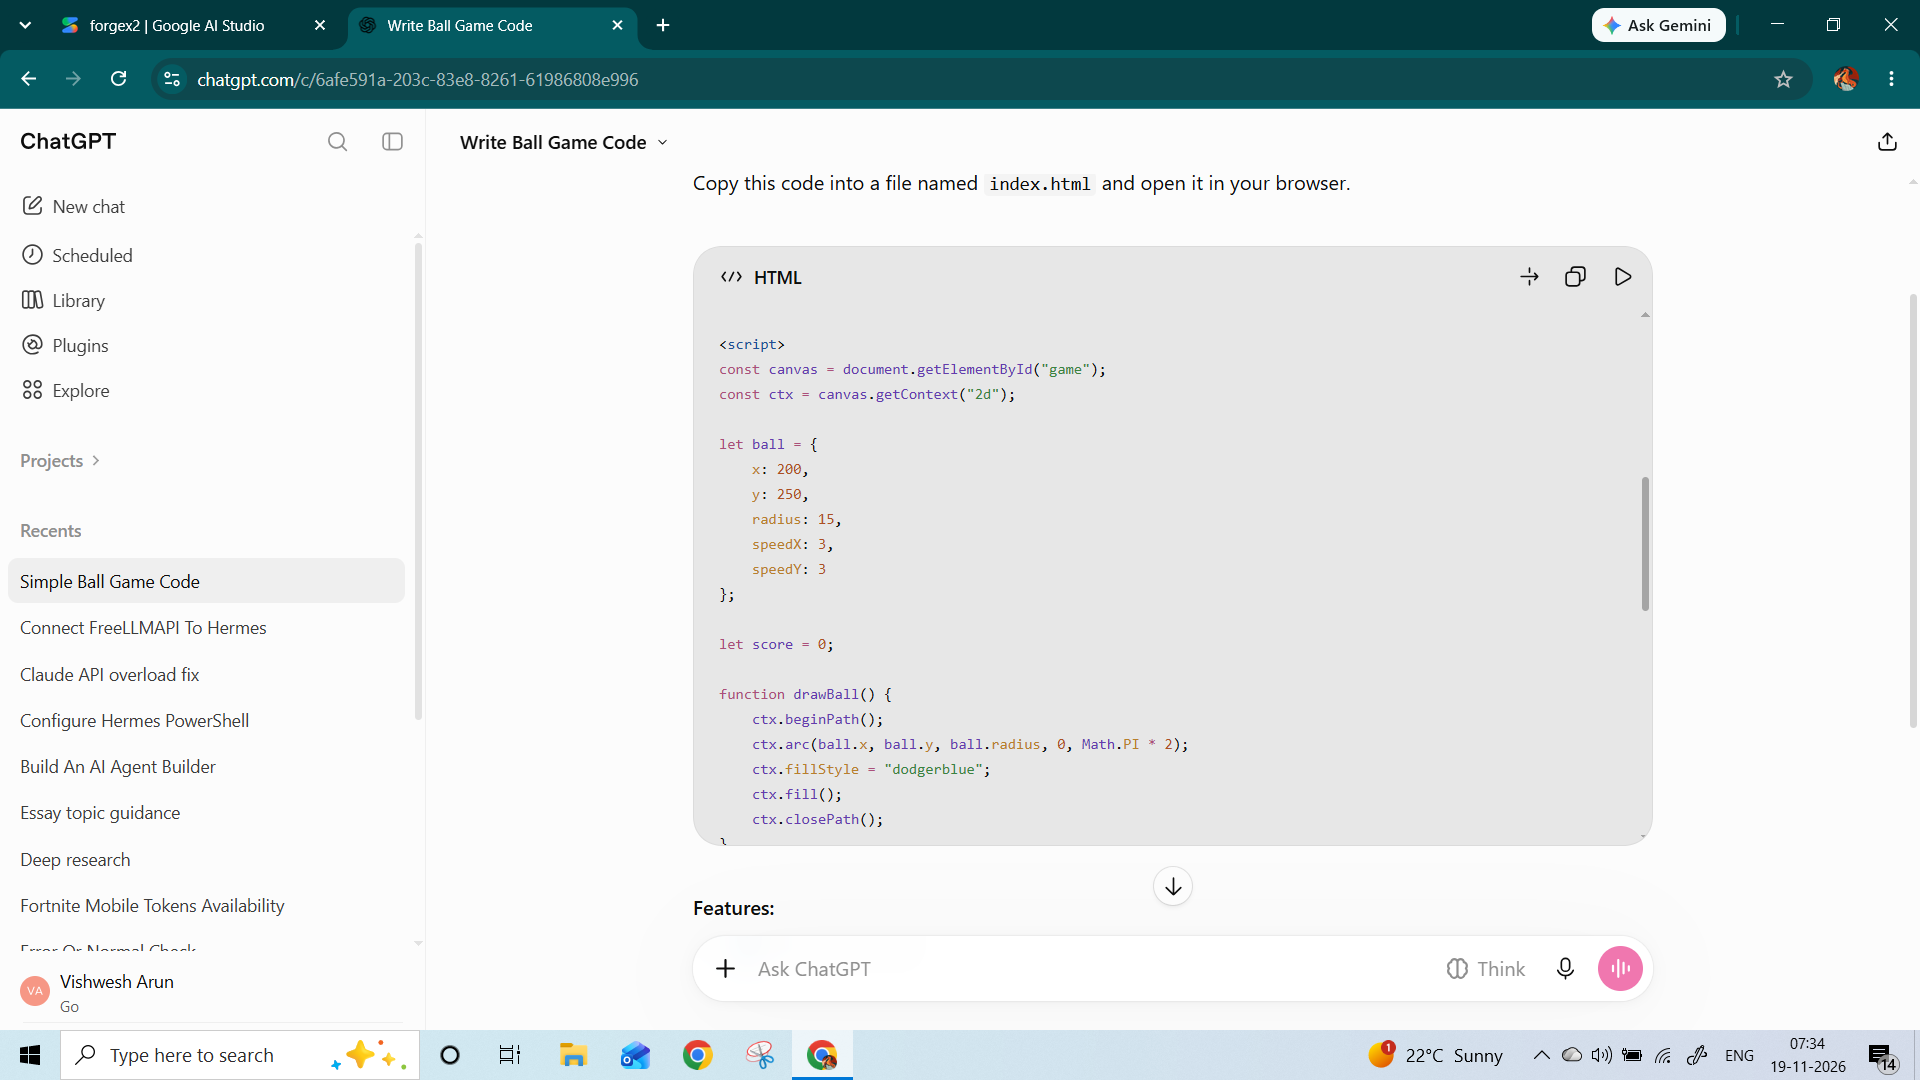 forgex2 | Google AI Studio
Write Ball Game Code
Ask Gemini
chatgpt.com/c/6afe591a-203c-83e8-8261-61986808e996
ChatGPT
New chat
Scheduled
Library
Plugins
Explore
Projects
Recents
Simple Ball Game Code
Connect FreeLLMAPI To Hermes
Claude API overload fix
Configure Hermes PowerShell
Build An AI Agent Builder
Essay topic guidance
Deep research
Fortnite Mobile Tokens Availability
Error Or Normal Check
VA
Vishwesh Arun
Go
Write Ball Game Code
Copy this code into a file named index.html and open it in your browser.
</> HTML
<script>
const canvas = document.getElementById("game");
const ctx = canvas.getContext("2d");
let ball = {
x: 200,
y: 250,
radius: 15,
speedX: 3,
speedY: 3
};
let score = 0;
function drawBall() {
ctx.beginPath();
ctx.arc(ball.x, ball.y, ball.radius, 0, Math.PI * 2);
ctx.fillStyle = "dodgerblue";
ctx.fill();
ctx.closePath();
}
Features:
Ask ChatGPT
Think
Type here to search
1
22°C Sunny
ENG
07:34
19-11-2026
14